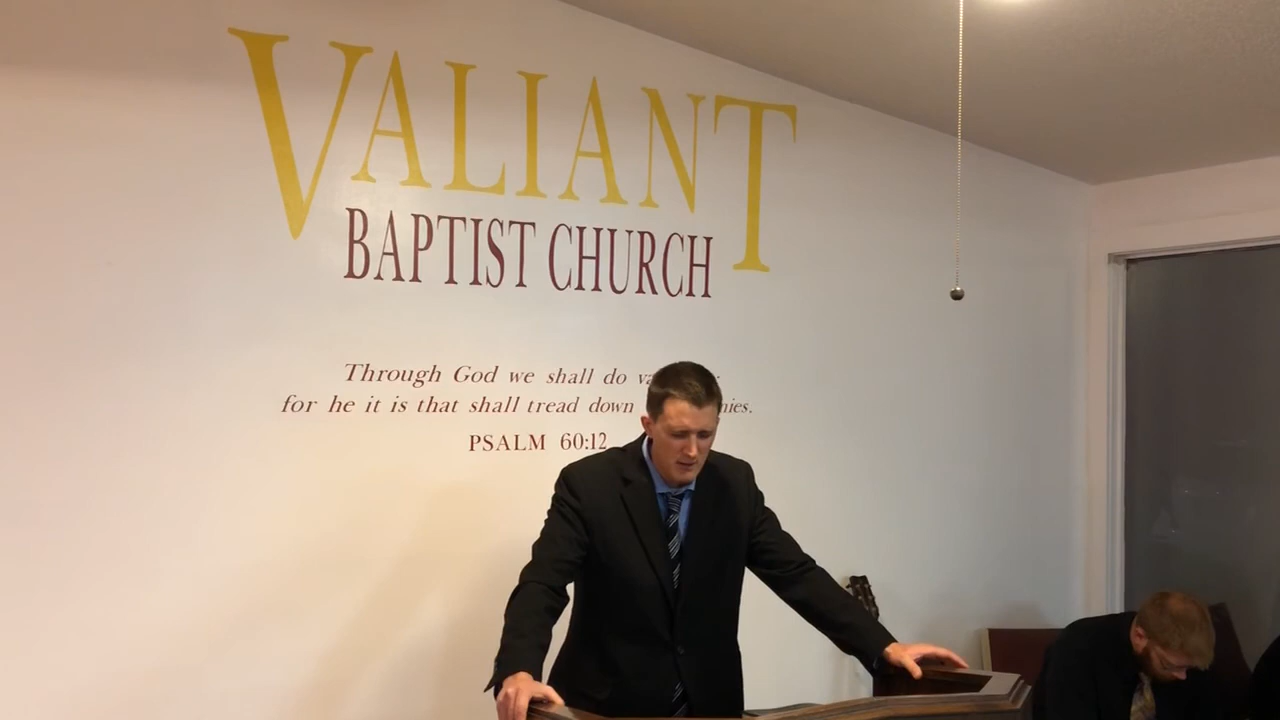 VALIANT
BAPTIST CHURCH
Through God we shall do
for he it is that shall tread down
PSALM 60:12